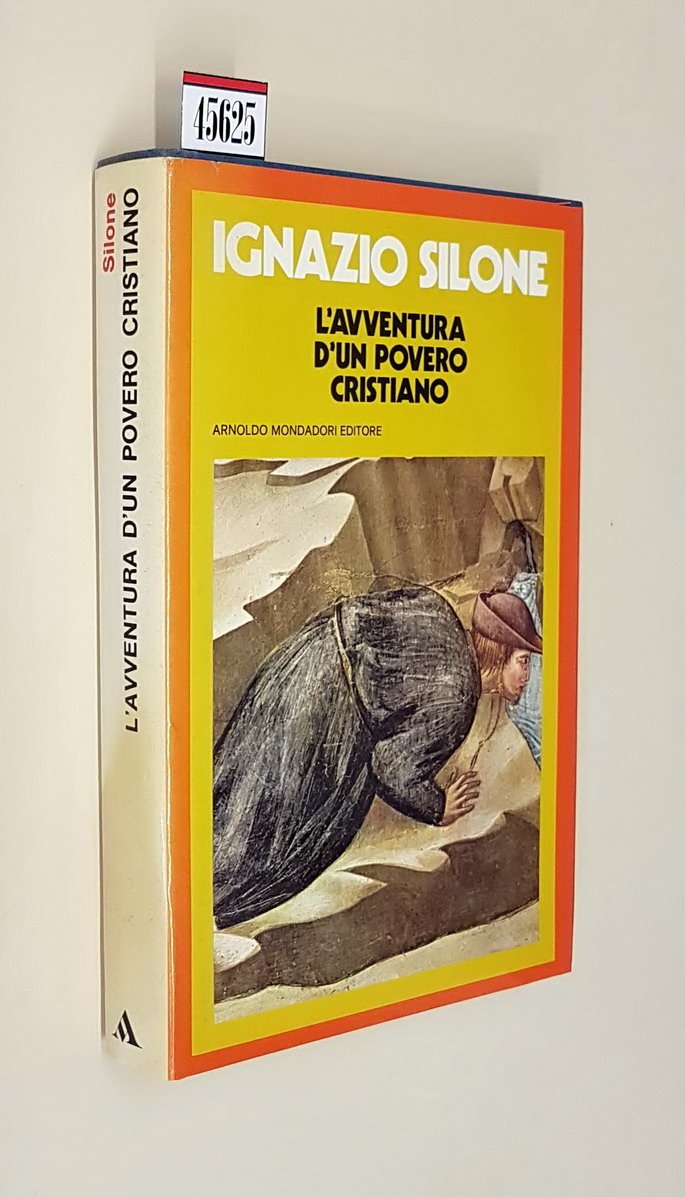 45625
Silone
L'AVVENTURA D'UN POVERO CRISTIANO
IGNAZIO SILONE
L'AVVENTURA
D'UN POVERO
CRISTIANO
ARNOLDO MONDADORI EDITORE